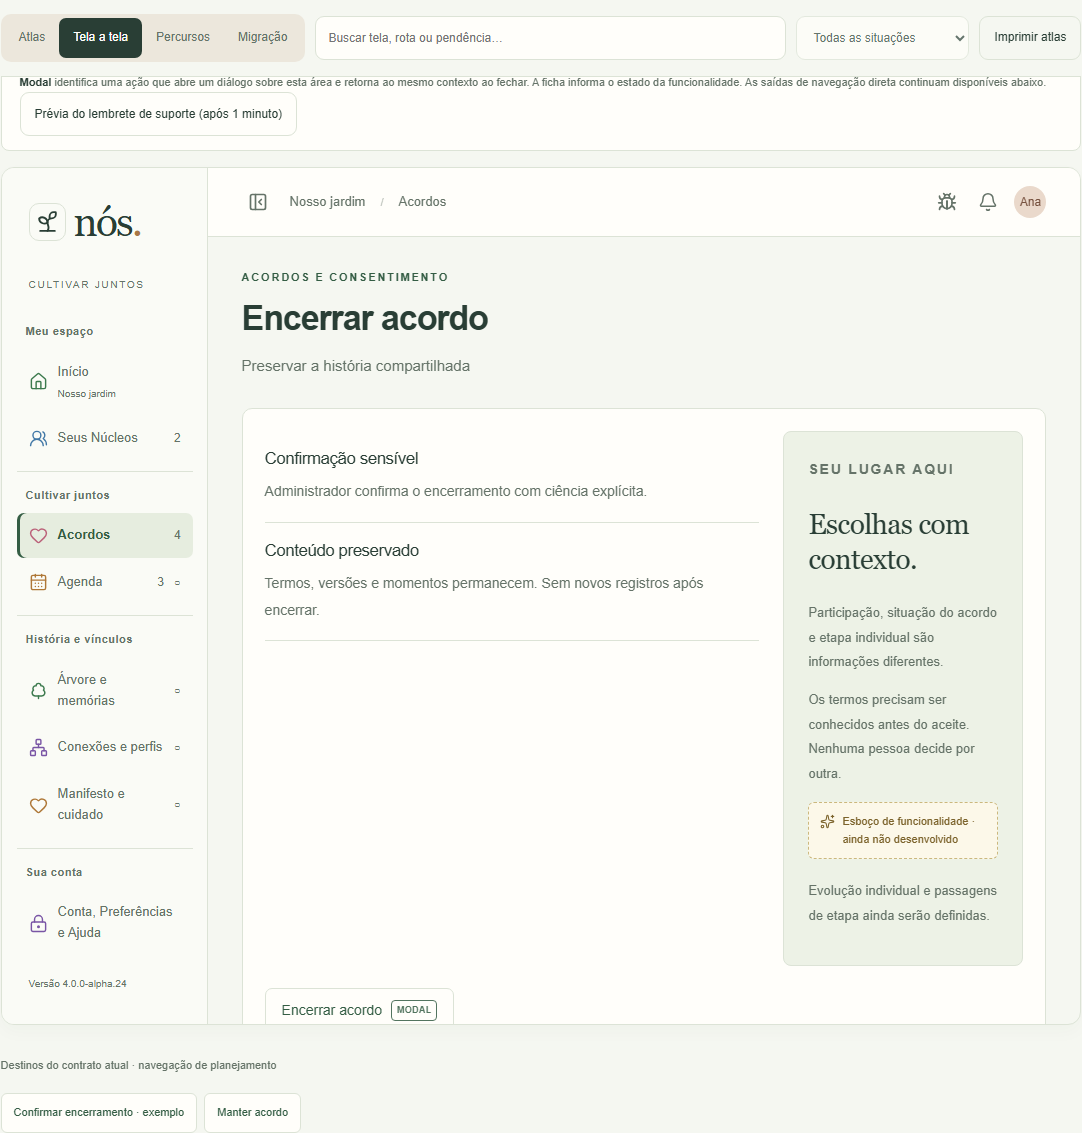 Atlas
Tela a tela
Percursos
Migração
Buscar tela, rota ou pendência...
Todas as situações
Imprimir atlas
Modal identifica uma ação que abre um diálogo sobre esta área e retorna ao mesmo contexto ao fechar. A ficha informa o estado da funcionalidade. As saídas de navegação direta continuam disponíveis abaixo.
Prévia do lembrete de suporte (após 1 minuto)
nós.
CULTIVAR JUNTOS
Meu espaço
Início
Nosso jardim
Seus Núcleos 2
Cultivar juntos
Acordos 4
Agenda 3
História e vínculos
Árvore e
memórias
Conexões e perfis
Manifesto e
cuidado
Sua conta
Conta, Preferências
e Ajuda
Versão 4.0.0-alpha.24
Nosso jardim / Acordos
Ana
ACORDOS E CONSENTIMENTO
Encerrar acordo
Preservar a história compartilhada
Confirmação sensível
Administrador confirma o encerramento com ciência explícita.
Conteúdo preservado
Termos, versões e momentos permanecem. Sem novos registros após
encerrar.
SEU LUGAR AQUI
Escolhas com
contexto.
Participação, situação do acordo
e etapa individual são
informações diferentes.
Os termos precisam ser
conhecidos antes do aceite.
Nenhuma pessoa decide por
outra.
Esboço de funcionalidade ·
ainda não desenvolvido
Evolução individual e passagens
de etapa ainda serão definidas.
Encerrar acordo MODAL
Destinos do contrato atual · navegação de planejamento
Confirmar encerramento · exemplo
Manter acordo